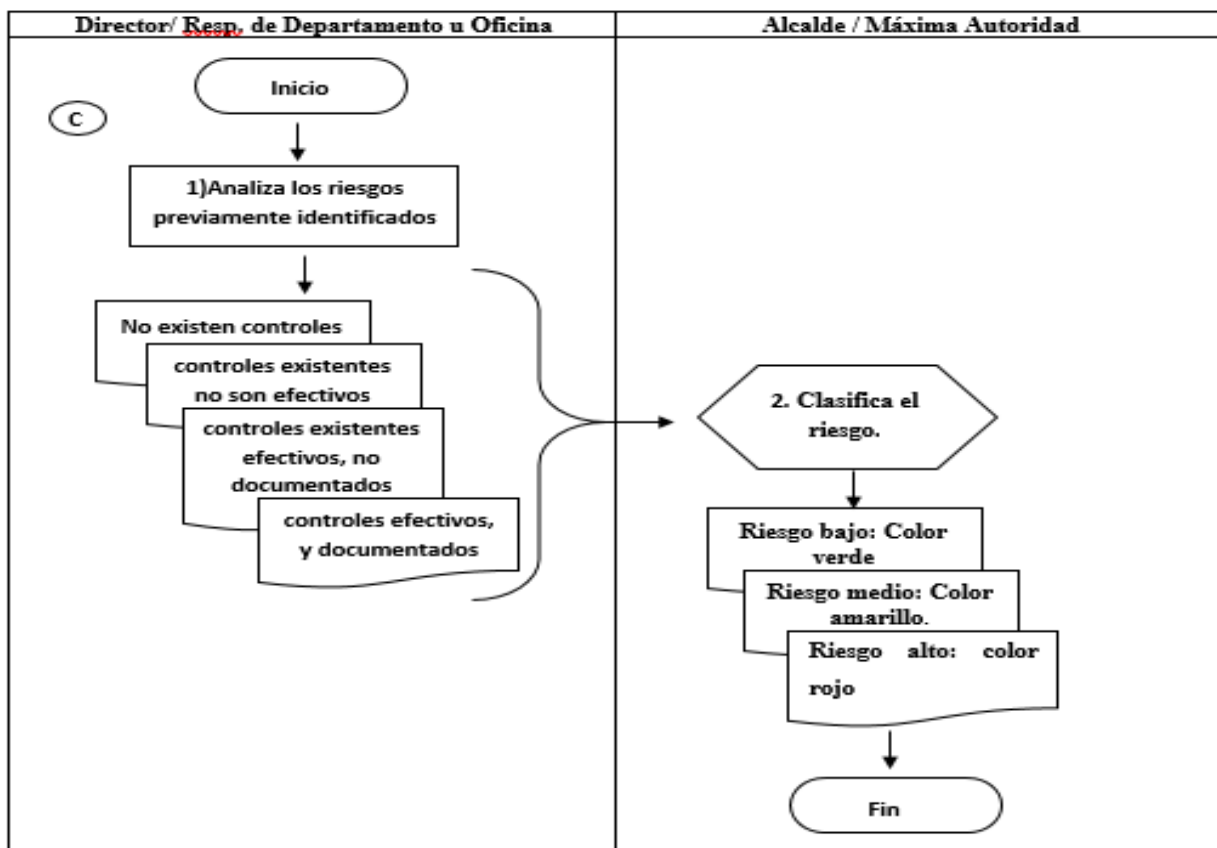 Director/ Resp. de Departamento u Oficina
Alcalde / Máxima Autoridad
Inicio
C
1)Analiza los riesgos
previamente identificados
No existen controles
controles existentes
no son efectivos
controles existentes
efectivos, no
documentados
controles efectivos,
y documentados
2. Clasifica el
riesgo.
Riesgo bajo: Color
verde
Riesgo medio: Color
amarillo.
Riesgo alto: color
rojo
Fin